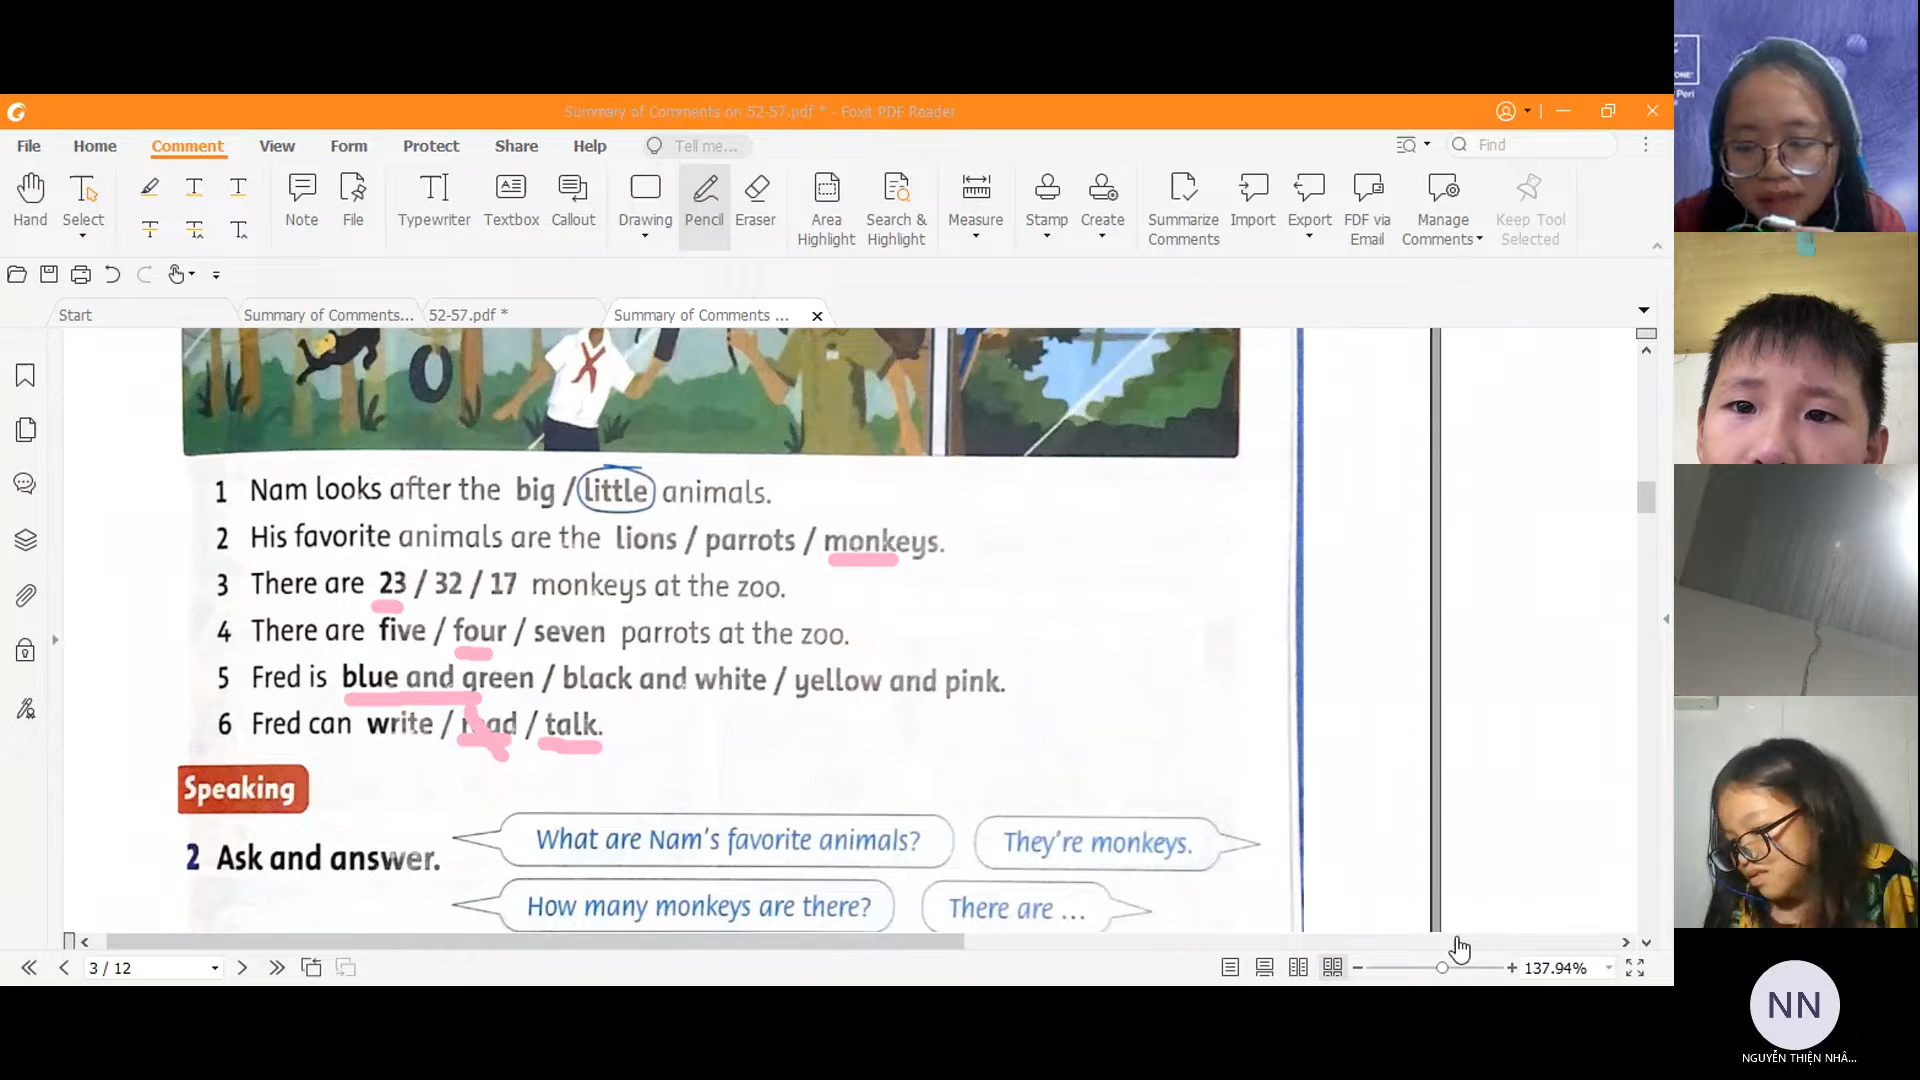 Summary of Comments on 52-57.pdf * - Foxit PDF Reader
File Home Comment View Form Protect Share Help Tell me... Find
Hand Select Note File Typewriter Textbox Callout Drawing Pencil Eraser Area Highlight Search & Highlight Measure Stamp Create Summarize Comments Import Export FDF via Email Manage Comments Keep Tool Selected
Start Summary of Comments... 52-57.pdf * Summary of Comments ...
1 Nam looks after the big / little animals.
2 His favorite animals are the lions / parrots / monkeys.
3 There are 23 / 32 / 17 monkeys at the zoo.
4 There are five / four / seven parrots at the zoo.
5 Fred is blue and green / black and white / yellow and pink.
6 Fred can write / read / talk.
Speaking
2 Ask and answer.
What are Nam's favorite animals? They're monkeys.
How many monkeys are there? There are ...
3 / 12 137.94%
NN
NGUYỄN THIỆN NHÂ...